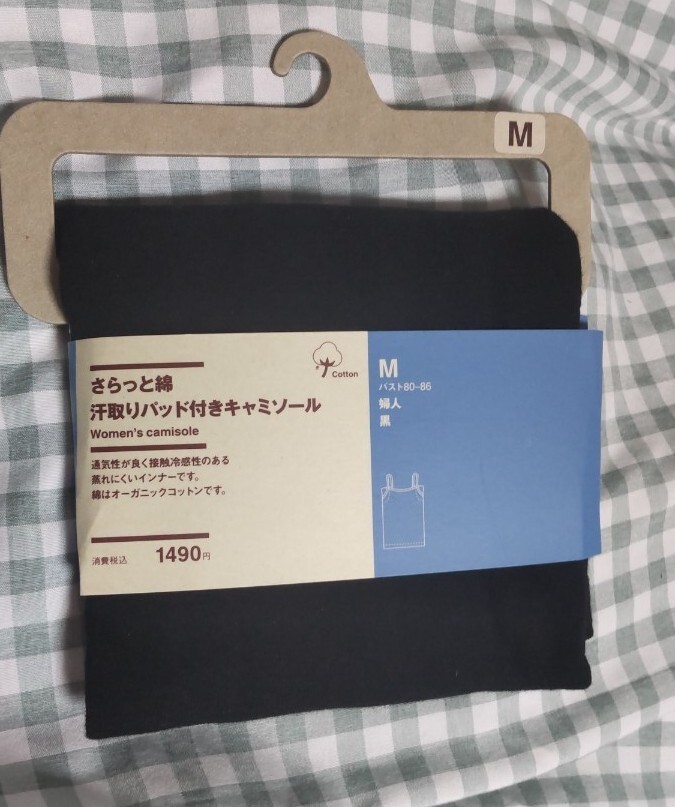 M
Cotton
さらっと綿
汗取りパッド付きキャミソール
Women's camisole
通気性が良く接触冷感性のある
蒸れにくいインナーです。
綿はオーガニックコットンです。
消費税込 1490円
M
バスト80-86
婦人
黒